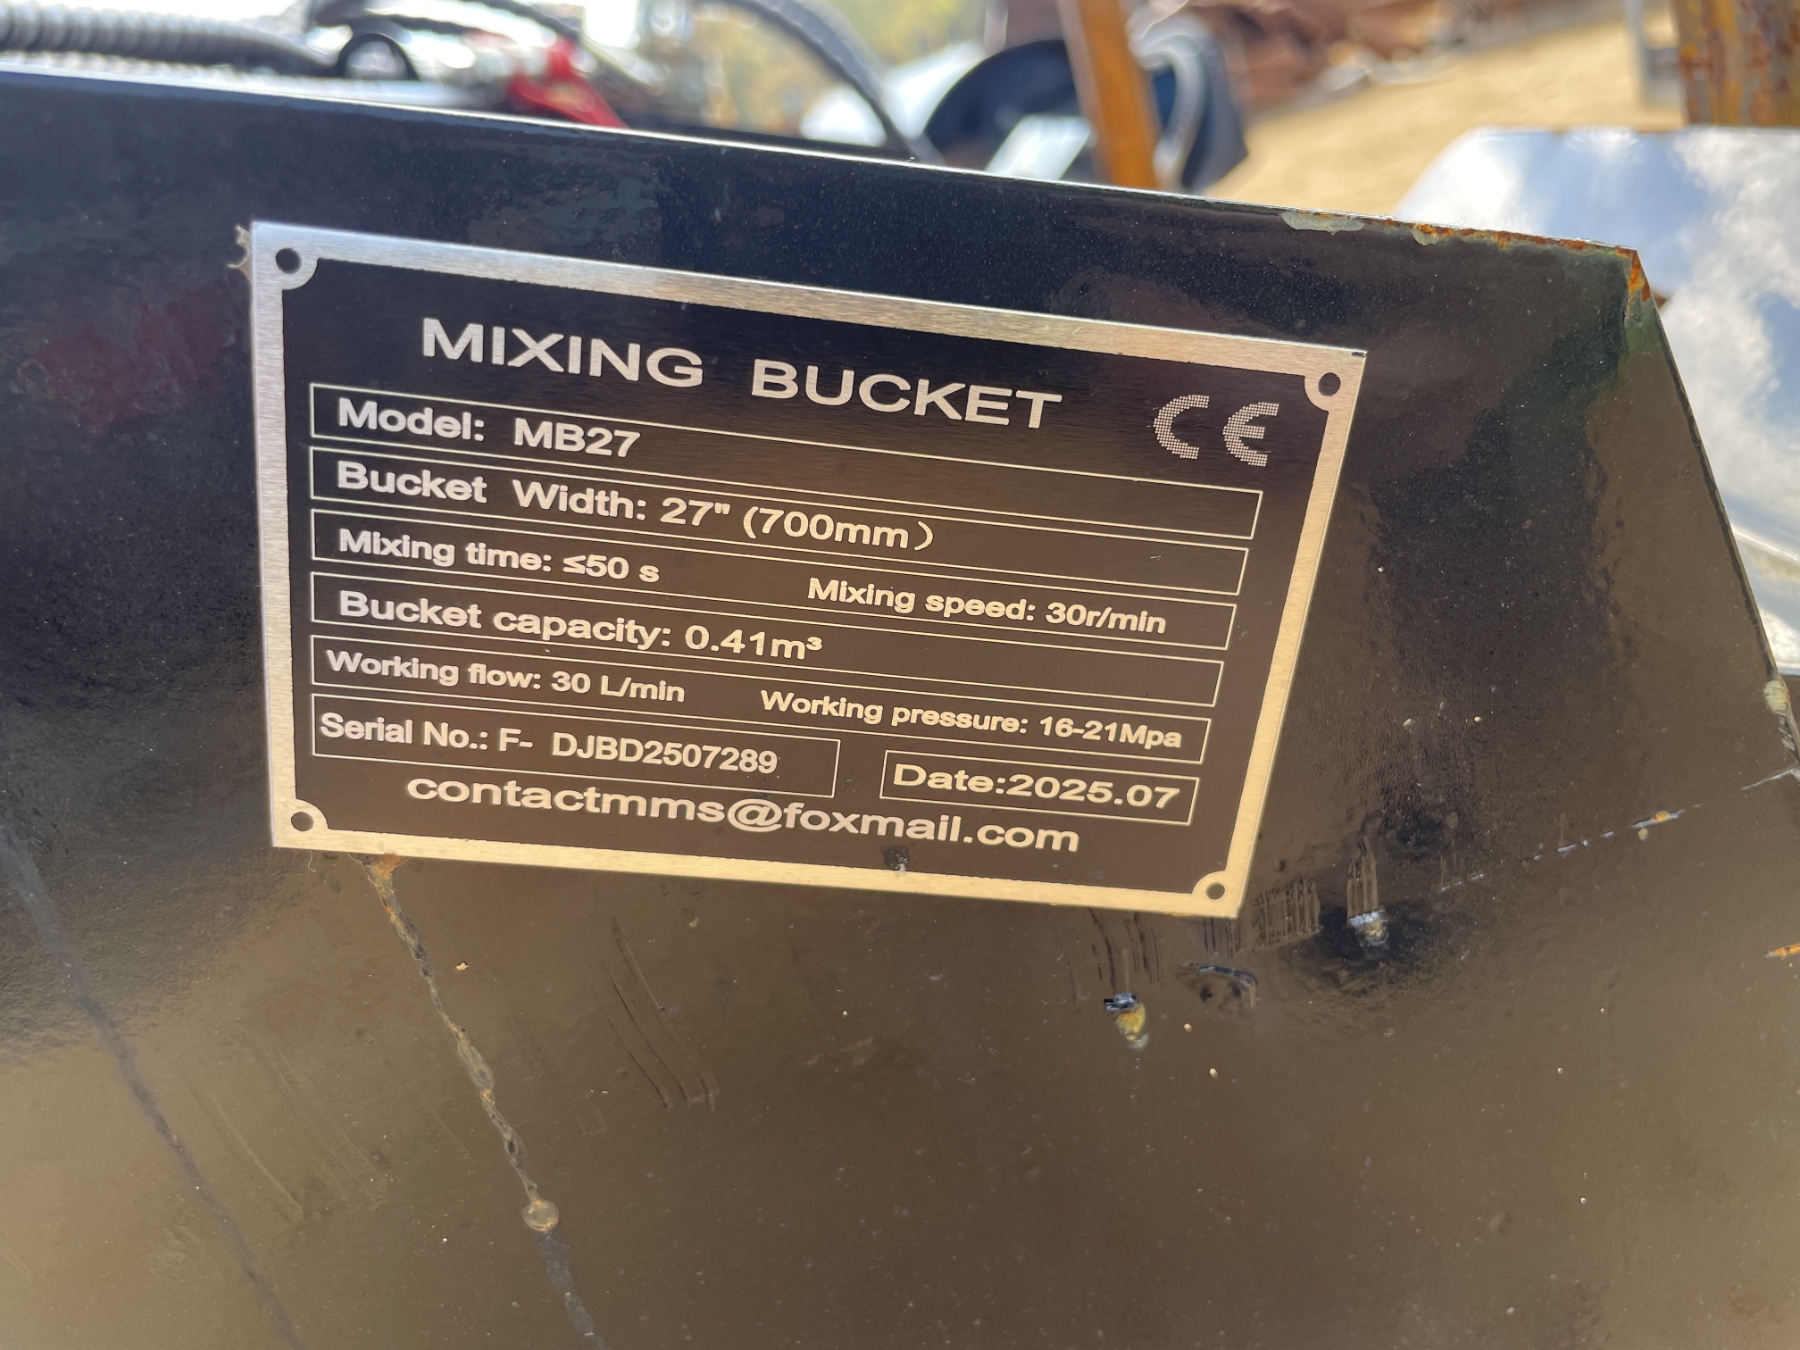 MIXING BUCKET
CE
Model: MB27
Bucket Width: 27" (700mm）
Mixing time: ≤50 s Mixing speed: 30r/min
Bucket capacity: 0.41m³
Working flow: 30 L/min Working pressure: 16-21Mpa
Serial No.: F- DJBD2507289 Date:2025.07
contactmms@foxmail.com